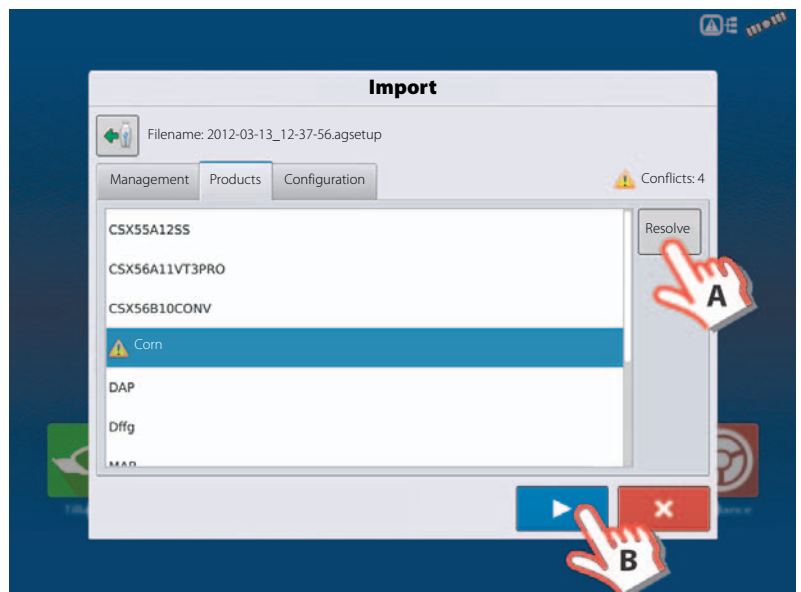 Import
Filename: 2012-03-13_12-37-56.agsetup
Management Products Configuration
Conflicts: 4
CSX55A12SS
Resolve
CSX56A11VT3PRO
A
CSX56B10CONV
Corn
DAP
Dffg
MAP
B